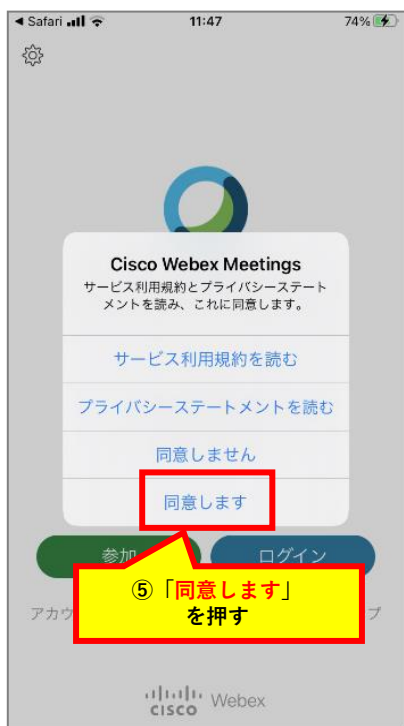 ◀ Safari 11:47 74%
Cisco Webex Meetings
サービス利用規約とプライバシーステート
メントを読み、これに同意します。
サービス利用規約を読む
プライバシーステートメントを読む
同意しません
同意します
参加 ログイン
⑤「同意します」
を押す
アカウ プ
cisco Webex